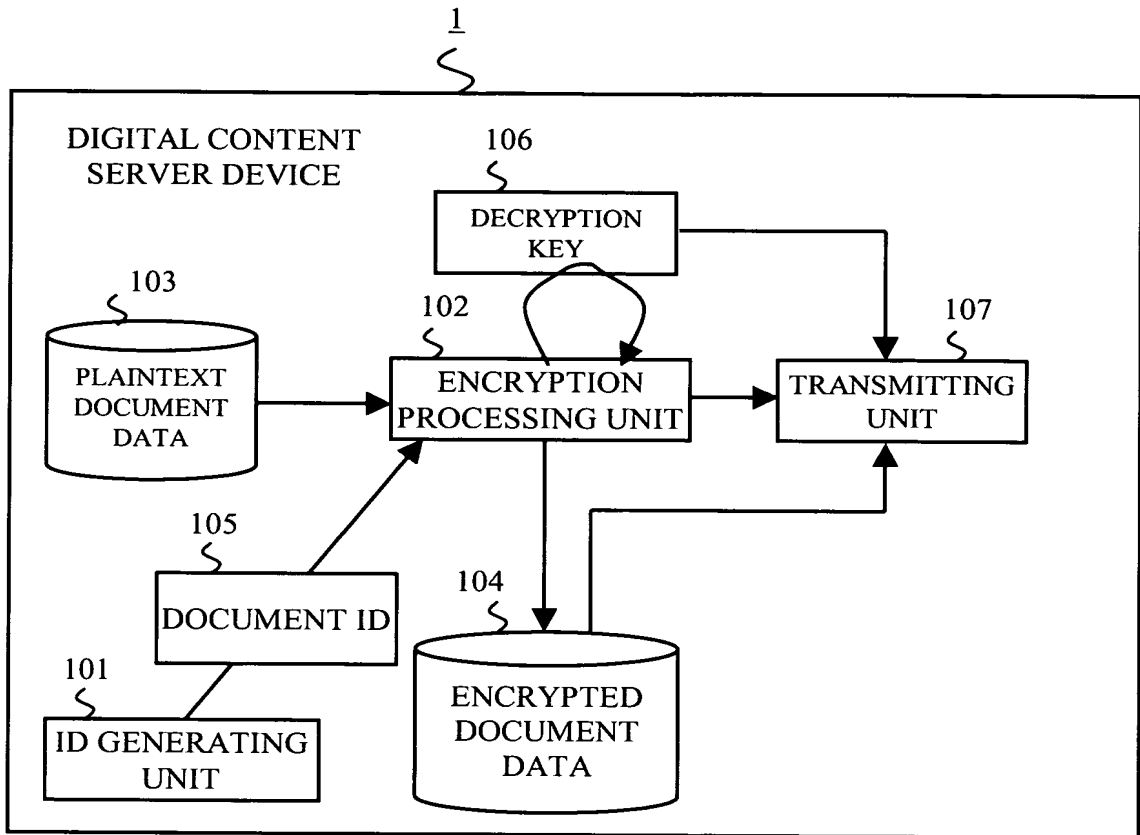 1
DIGITAL CONTENT
SERVER DEVICE
106
DECRYPTION
KEY
103
PLAINTEXT
DOCUMENT
DATA
102
ENCRYPTION
PROCESSING UNIT
107
TRANSMITTING
UNIT
105
DOCUMENT ID
104
ENCRYPTED
DOCUMENT
DATA
101
ID GENERATING
UNIT